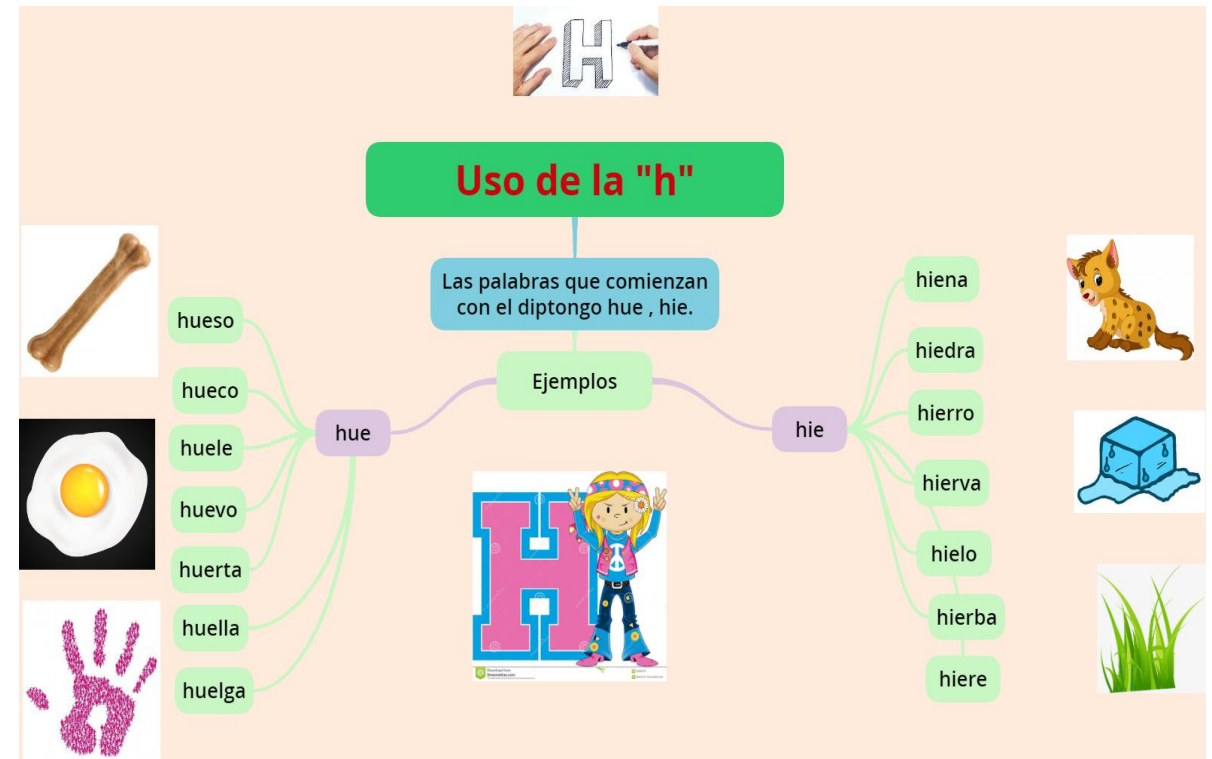 Uso de la "h"
Las palabras que comienzan
con el diptongo hue , hie.
Ejemplos
hue
hueso
hueco
huele
huevo
huerta
huella
huelga
hie
hiena
hiedra
hierro
hierva
hielo
hierba
hiere